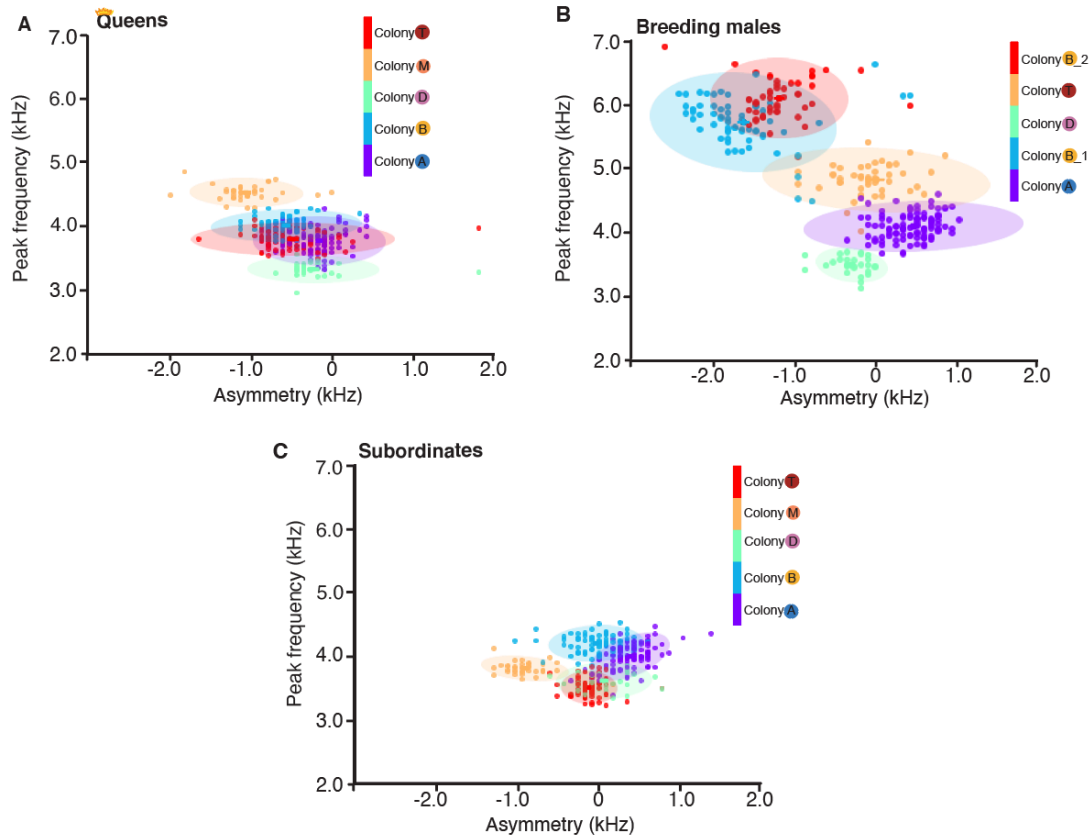 A
Queens
7.0
6.0
5.0
4.0
3.0
2.0
Peak frequency (kHz)
-2.0 -1.0 0 1.0 2.0
Asymmetry (kHz)
Colony T
Colony M
Colony D
Colony B
Colony A
B
Breeding males
7.0
6.0
5.0
4.0
3.0
2.0
Peak frequency (kHz)
-2.0 -1.0 0 1.0 2.0
Asymmetry (kHz)
Colony B_2
Colony T
Colony D
Colony B_1
Colony A
C
Subordinates
7.0
6.0
5.0
4.0
3.0
2.0
Peak frequency (kHz)
-2.0 -1.0 0 1.0 2.0
Asymmetry (kHz)
Colony T
Colony M
Colony D
Colony B
Colony A